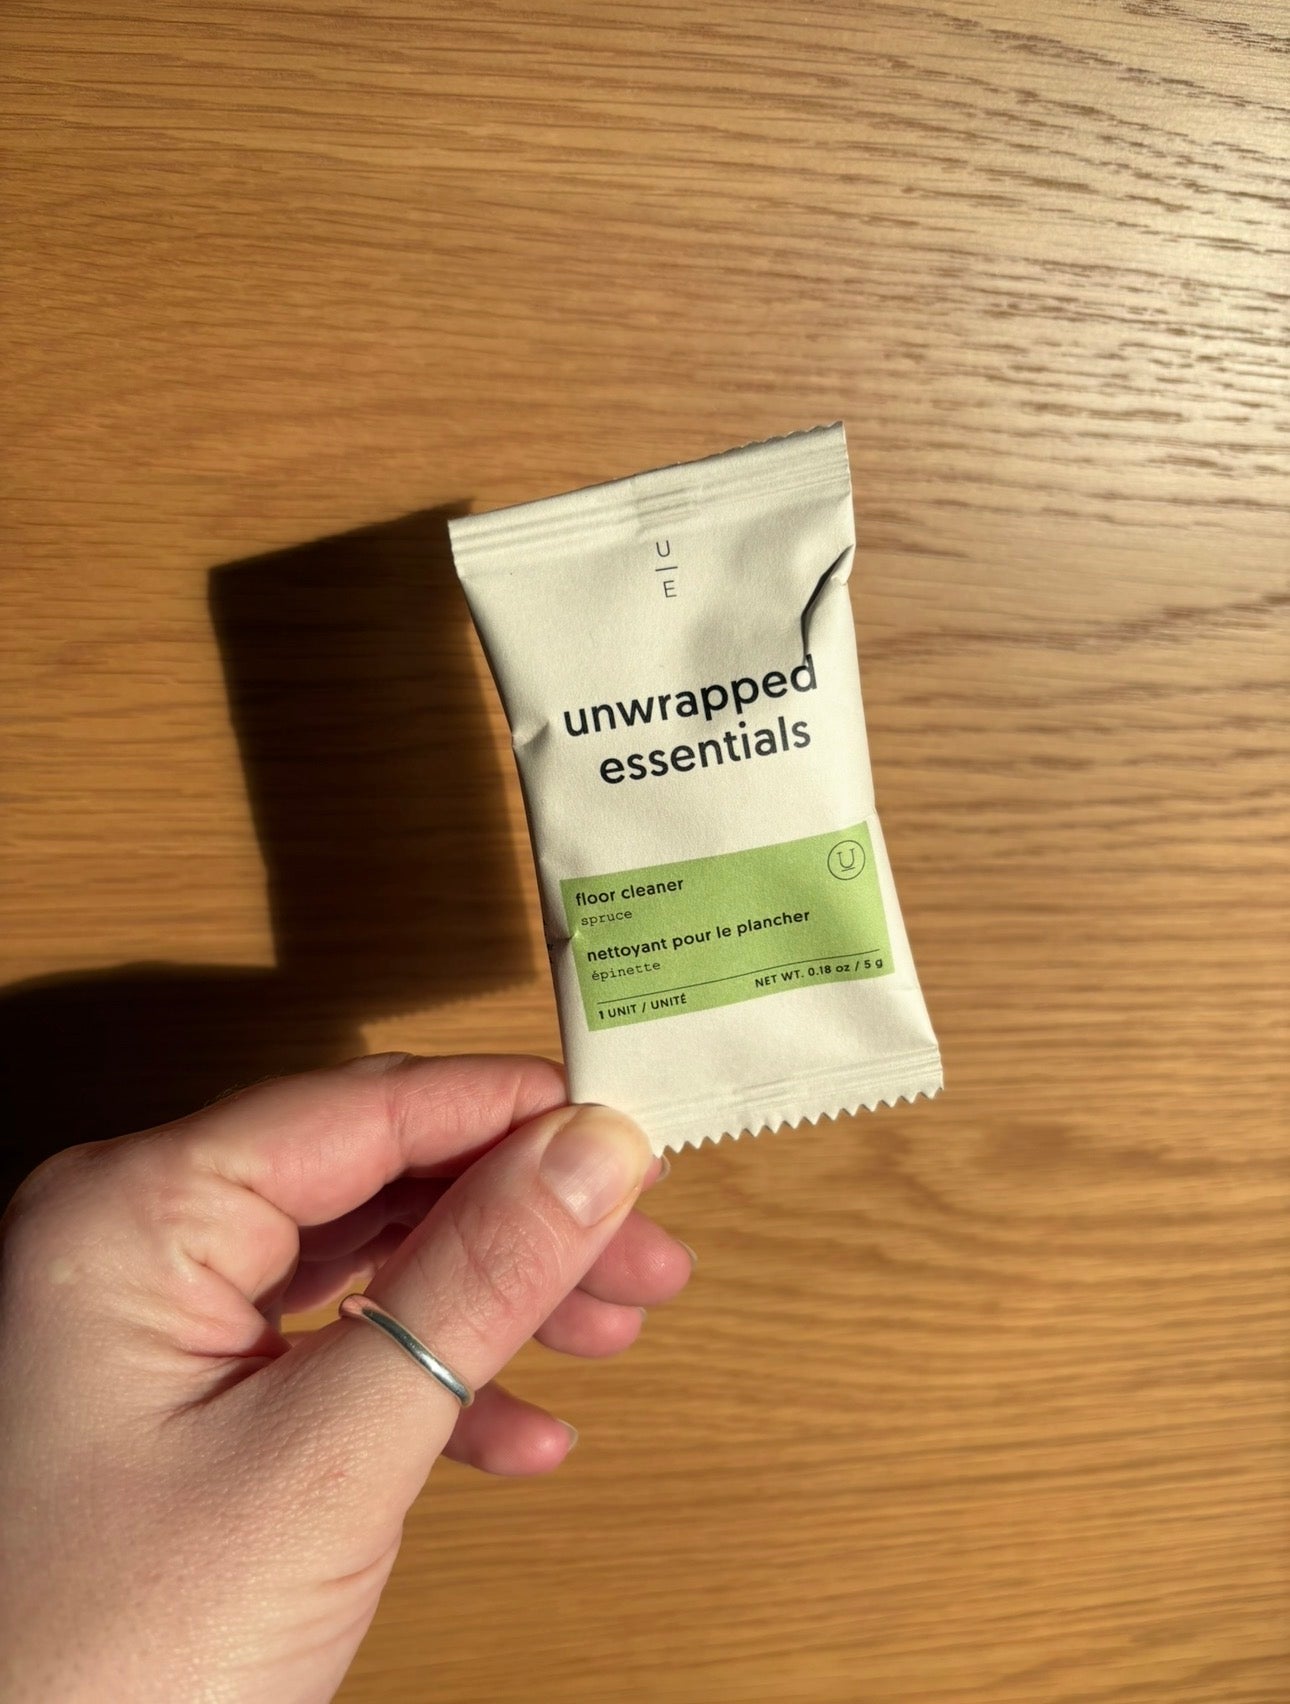 U
E
unwrapped
essentials
floor cleaner
spruce
nettoyant pour le plancher
épinette
1 UNIT / UNITÉ NET WT. 0.18 oz / 5 g
U